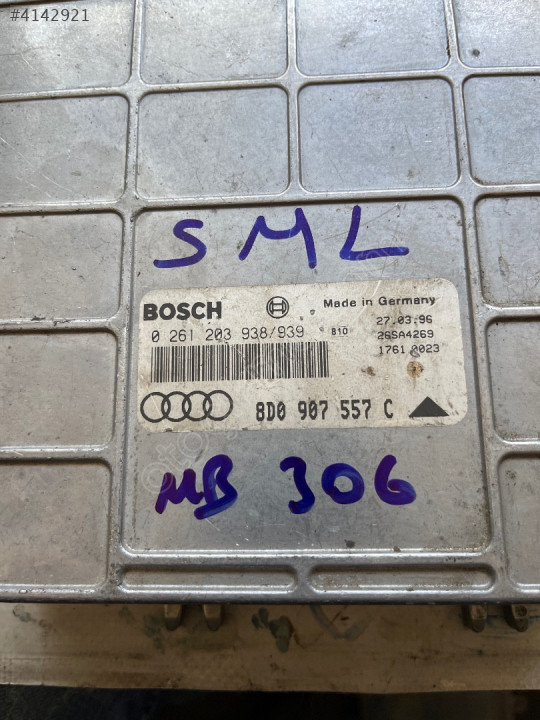 #4142921
SML
BOSCH Made in Germany
0 261 203 938/939 810 27.03.96
26SA4269
1761 0023
8D0 907 557 C
MB 306